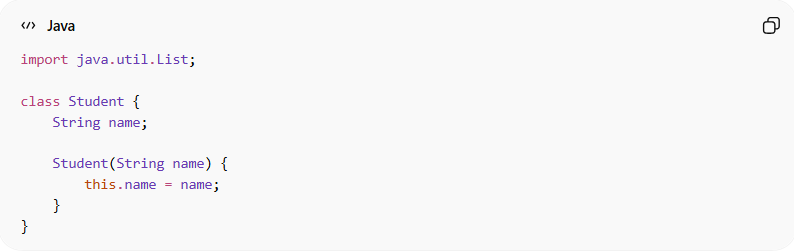 </> Java
import java.util.List;

class Student {
    String name;

    Student(String name) {
        this.name = name;
    }
}